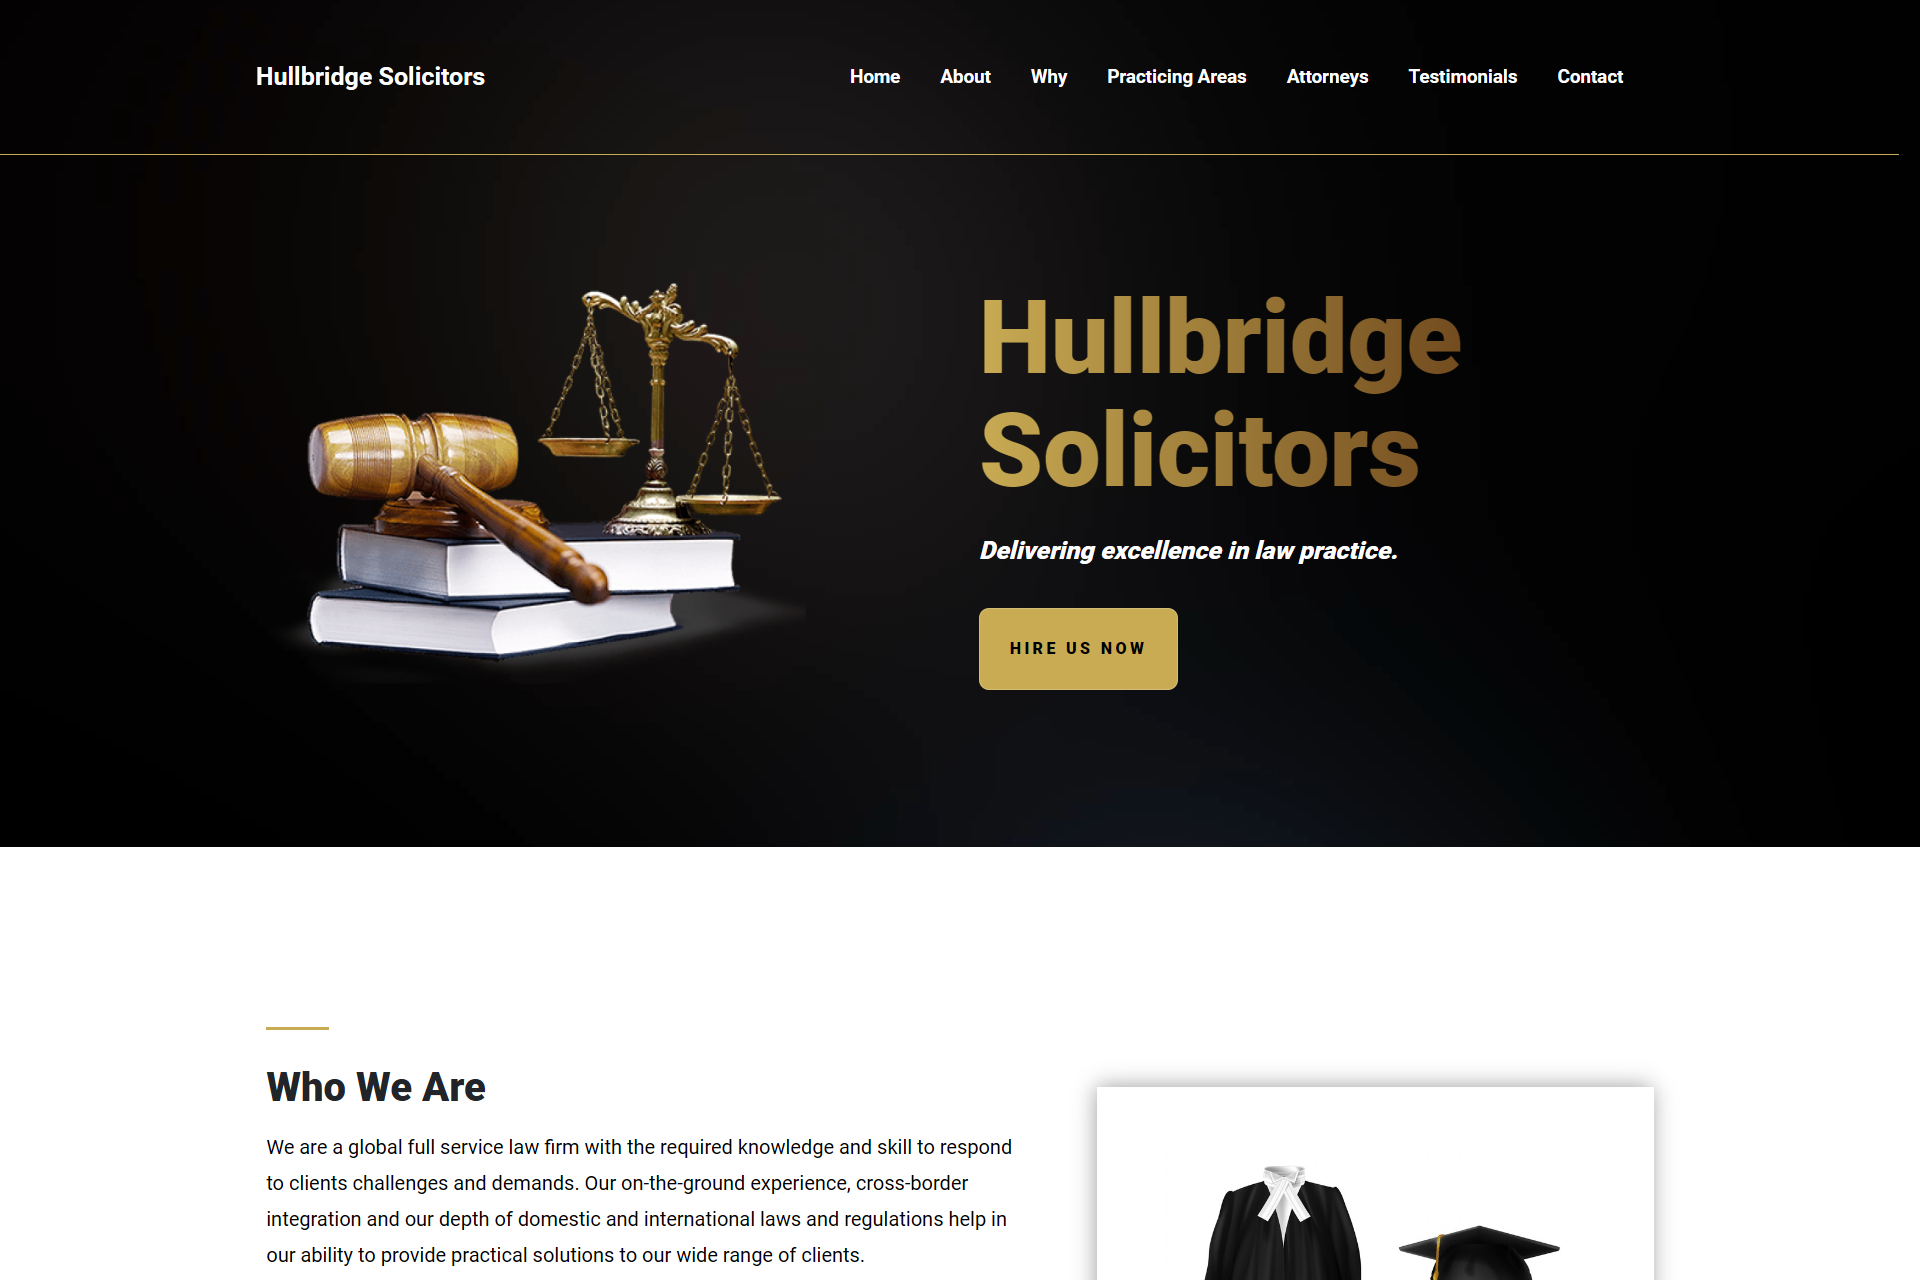 Hullbridge Solicitors
Home About Why Practicing Areas Attorneys Testimonials Contact
Hullbridge
Solicitors
Delivering excellence in law practice.
HIRE US NOW
Who We Are
We are a global full service law firm with the required knowledge and skill to respond
to clients challenges and demands. Our on-the-ground experience, cross-border
integration and our depth of domestic and international laws and regulations help in
our ability to provide practical solutions to our wide range of clients.